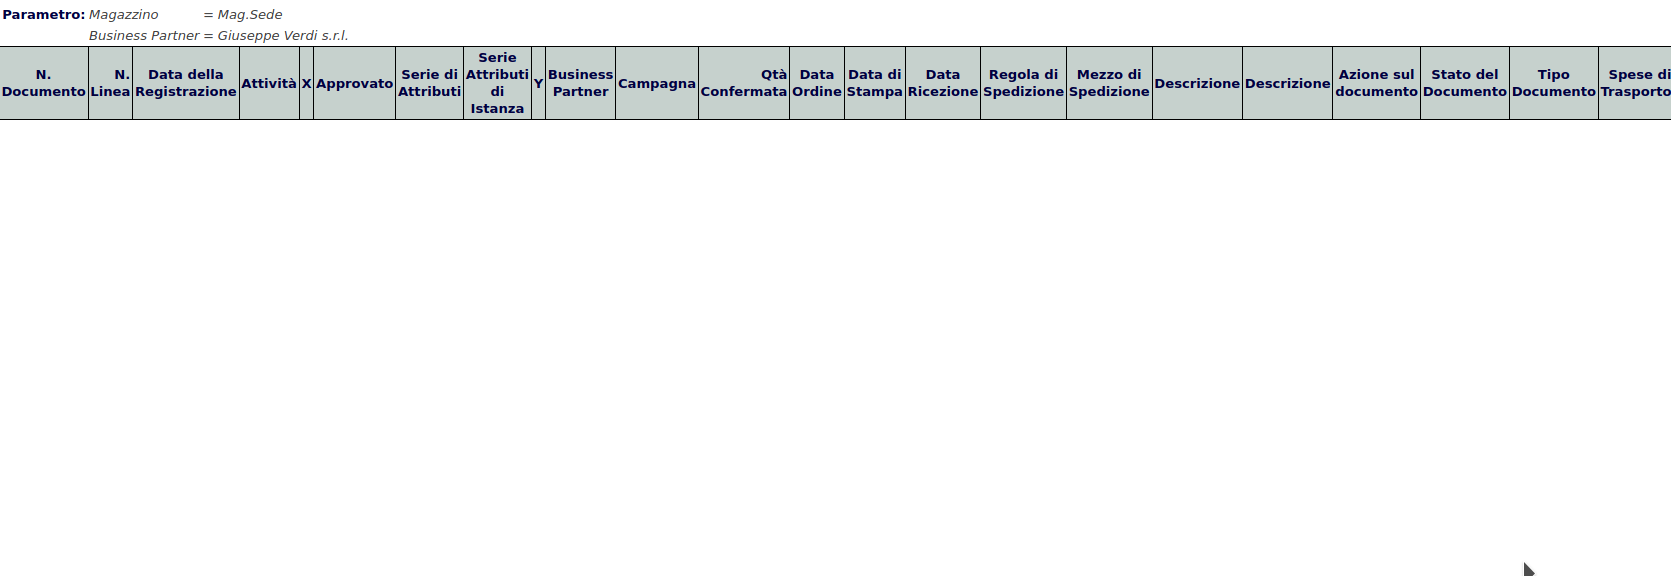 Parametro: Magazzino = Mag.Sede
Business Partner = Giuseppe Verdi s.r.l.
N. Documento
N. Linea
Data della Registrazione
Attività
X
Approvato
Serie di Attributi
Serie Attributi di Istanza
Y
Business Partner
Campagna
Qtà Confermata
Data Ordine
Data di Stampa
Data Ricezione
Regola di Spedizione
Mezzo di Spedizione
Descrizione
Descrizione
Azione sul documento
Stato del Documento
Tipo Documento
Spese di Trasporto